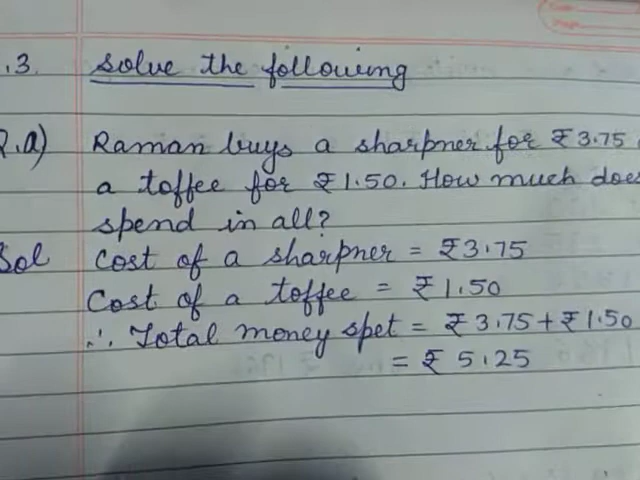 .3. Solve the following
Q.a) Raman buys a sharpner for ₹3.75
a toffee for ₹1.50. How much does
spend in all?
Sol Cost of a sharpner = ₹3.75
Cost of a toffee = ₹1.50
∴ Total money spet = ₹3.75+₹1.50
= ₹ 5.25